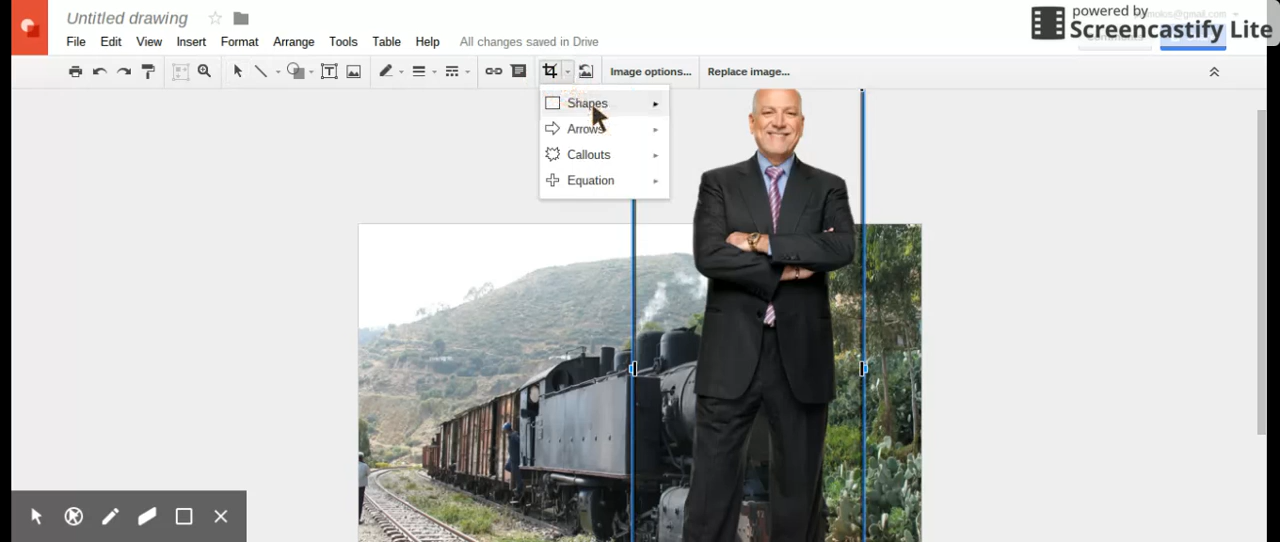 Untitled drawing
powered by
Screencastify Lite
File Edit View Insert Format Arrange Tools Table Help All changes saved in Drive
Image options... Replace image...
Shapes
Arrows
Callouts
Equation